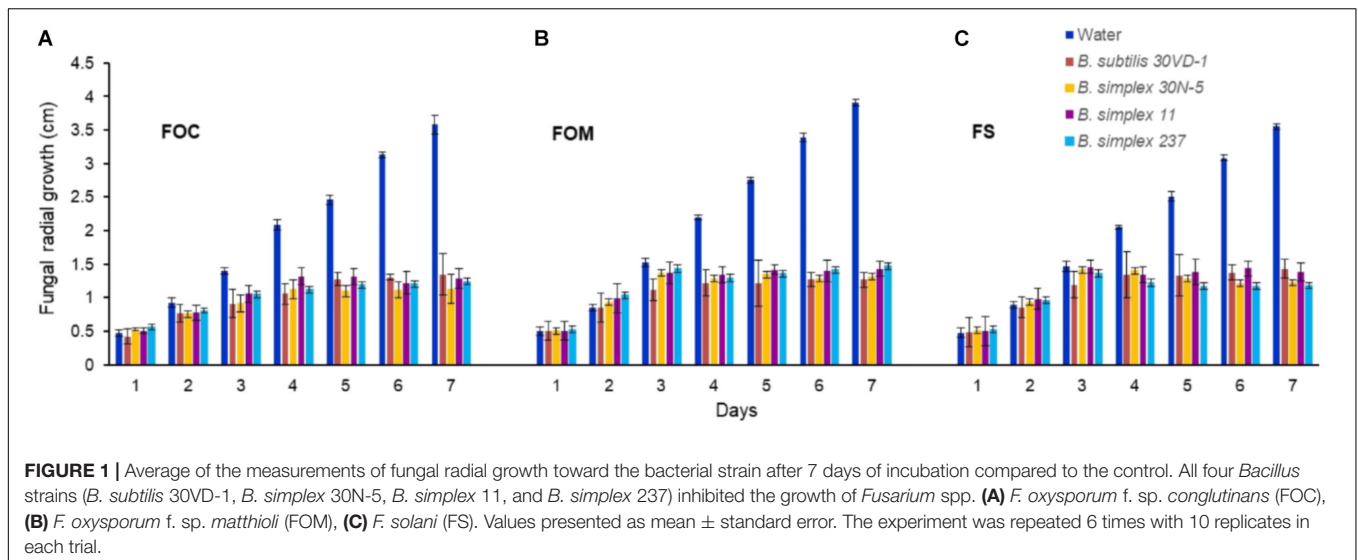 A
B
C
4.5
4
3.5
3
2.5
2
1.5
1
0.5
0
Fungal radial growth (cm)
FOC
FOM
FS
Water
B. subtilis 30VD-1
B. simplex 30N-5
B. simplex 11
B. simplex 237
1 2 3 4 5 6 7
1 2 3 4 5 6 7
1 2 3 4 5 6 7
Days
FIGURE 1 | Average of the measurements of fungal radial growth toward the bacterial strain after 7 days of incubation compared to the control. All four Bacillus
strains (B. subtilis 30VD-1, B. simplex 30N-5, B. simplex 11, and B. simplex 237) inhibited the growth of Fusarium spp. (A) F. oxysporum f. sp. conglutinans (FOC),
(B) F. oxysporum f. sp. matthioli (FOM), (C) F. solani (FS). Values presented as mean ± standard error. The experiment was repeated 6 times with 10 replicates in
each trial.